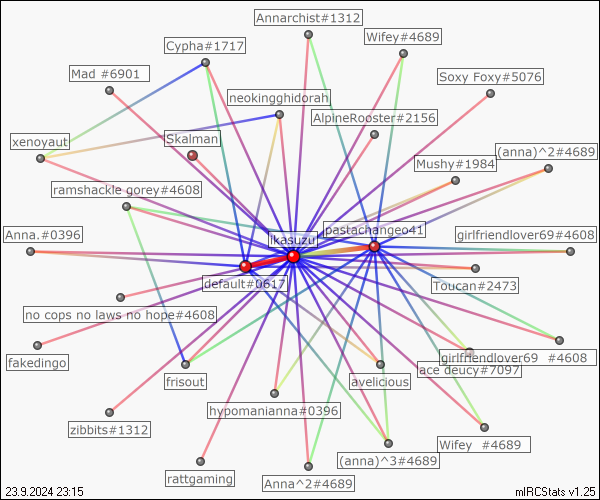 Annarchist#1312
Wifey#4689
Cypha#1717
Mad #6901
Soxy Foxy#5076
neokingghidorah
AlpineRooster#2156
xenoyaut
Skalman
(anna)^2#4689
Mushy#1984
ramshackle gorey#4608
Anna.#0396
ikasuzu
pastachangeo41
girlfriendlover69#4608
default#0617
Toucan#2473
no cops no laws no hope#4608
fakedingo
girlfriendlover69 #4608
frisout
avelicious
ace deucy#7097
hypomanianna#0396
zibbits#1312
Wifey #4689
(anna)^3#4689
rattgaming
Anna^2#4689
23.9.2024 23:15
mIRCStats v1.25